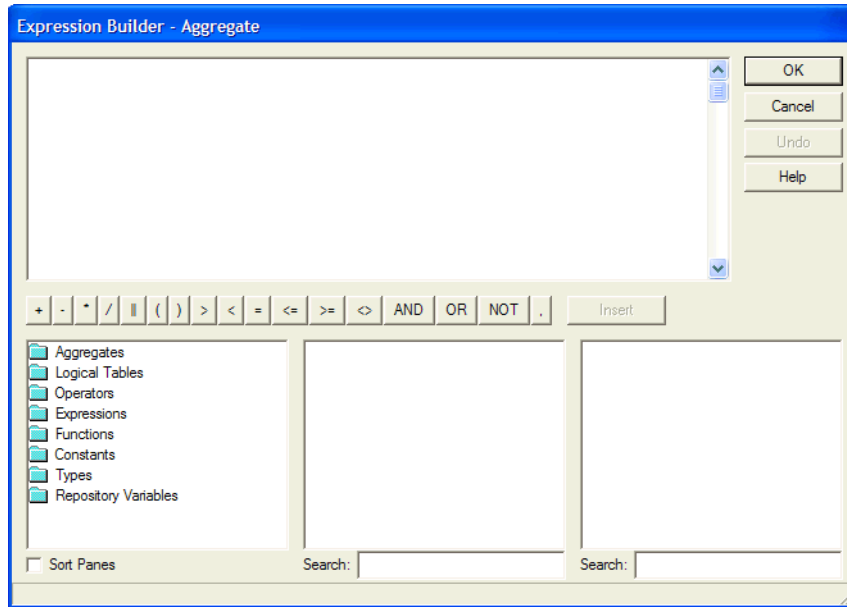 Expression Builder - Aggregate
OK
Cancel
Undo
Help
+ - * / || ( ) > < = <= >= <> AND OR NOT , Insert
Aggregates
Logical Tables
Operators
Expressions
Functions
Constants
Types
Repository Variables
Sort Panes Search: Search: